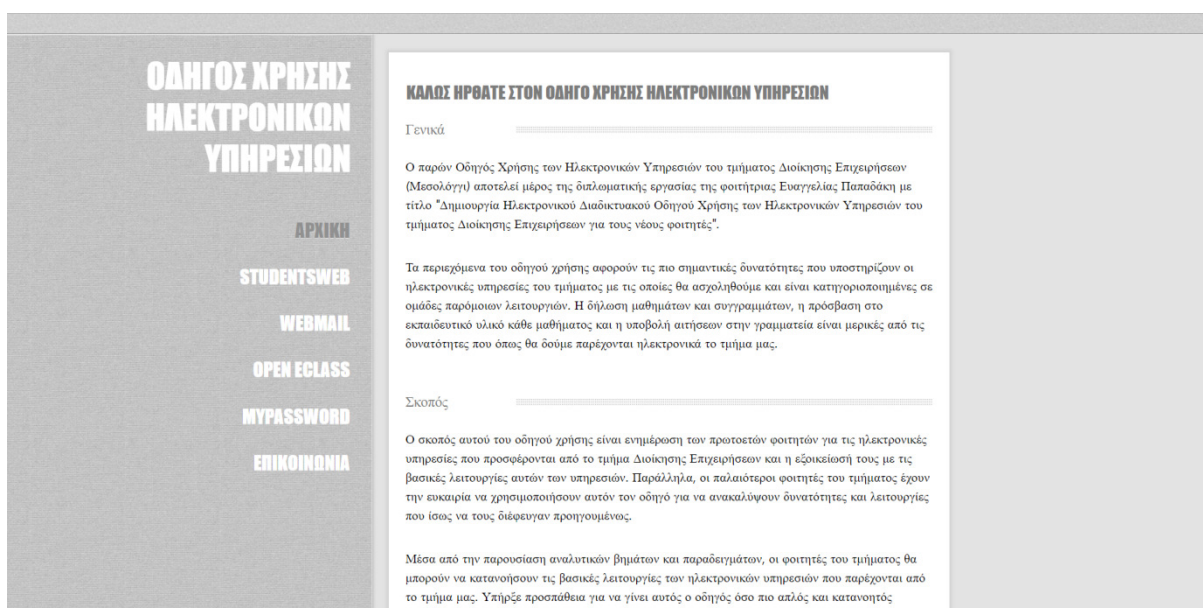 ΟΔΗΓΟΣ ΧΡΗΣΗΣ
ΗΛΕΚΤΡΟΝΙΚΩΝ
ΥΠΗΡΕΣΙΩΝ
ΑΡΧΙΚΗ
STUDENTSWEB
WEBMAIL
OPEN ECLASS
MYPASSWORD
ΕΠΙΚΟΙΝΩΝΙΑ
ΚΑΛΩΣ ΗΡΘΑΤΕ ΣΤΟΝ ΟΔΗΓΟ ΧΡΗΣΗΣ ΗΛΕΚΤΡΟΝΙΚΩΝ ΥΠΗΡΕΣΙΩΝ
Γενικά
Ο παρών Οδηγός Χρήσης των Ηλεκτρονικών Υπηρεσιών του τμήματος Διοίκησης Επιχειρήσεων
(Μεσολόγγι) αποτελεί μέρος της διπλωματικής εργασίας της φοιτήτριας Ευαγγελίας Παπαδάκη με
τίτλο "Δημιουργία Ηλεκτρονικού Διαδικτυακού Οδηγού Χρήσης των Ηλεκτρονικών Υπηρεσιών του
τμήματος Διοίκησης Επιχειρήσεων για τους νέους φοιτητές".
Τα περιεχόμενα του οδηγού χρήσης αφορούν τις πιο σημαντικές δυνατότητες που υποστηρίζουν οι
ηλεκτρονικές υπηρεσίες του τμήματος με τις οποίες θα ασχοληθούμε και είναι κατηγοριοποιημένες σε
ομάδες παρόμοιων λειτουργιών. Η δήλωση μαθημάτων και συγγραμμάτων, η πρόσβαση στο
εκπαιδευτικό υλικό κάθε μαθήματος και η υποβολή αιτήσεων στην γραμματεία είναι μερικές από τις
δυνατότητες που όπως θα δούμε παρέχονται ηλεκτρονικά το τμήμα μας.
Σκοπός
Ο σκοπός αυτού του οδηγού χρήσης είναι ενημέρωση των πρωτοετών φοιτητών για τις ηλεκτρονικές
υπηρεσίες που προσφέρονται από το τμήμα Διοίκησης Επιχειρήσεων και η εξοικείωσή τους με τις
βασικές λειτουργίες αυτών των υπηρεσιών. Παράλληλα, οι παλαιότεροι φοιτητές του τμήματος έχουν
την ευκαιρία να χρησιμοποιήσουν αυτόν τον οδηγό για να ανακαλύψουν δυνατότητες και λειτουργίες
που ίσως να τους διέφευγαν προηγουμένως.
Μέσα από την παρουσίαση αναλυτικών βημάτων και παραδειγμάτων, οι φοιτητές του τμήματος θα
μπορούν να κατανοήσουν τις βασικές λειτουργίες των ηλεκτρονικών υπηρεσιών που παρέχονται από
το τμήμα μας. Υπήρξε προσπάθεια για να γίνει αυτός ο οδηγός όσο πιο απλός και κατανοητός